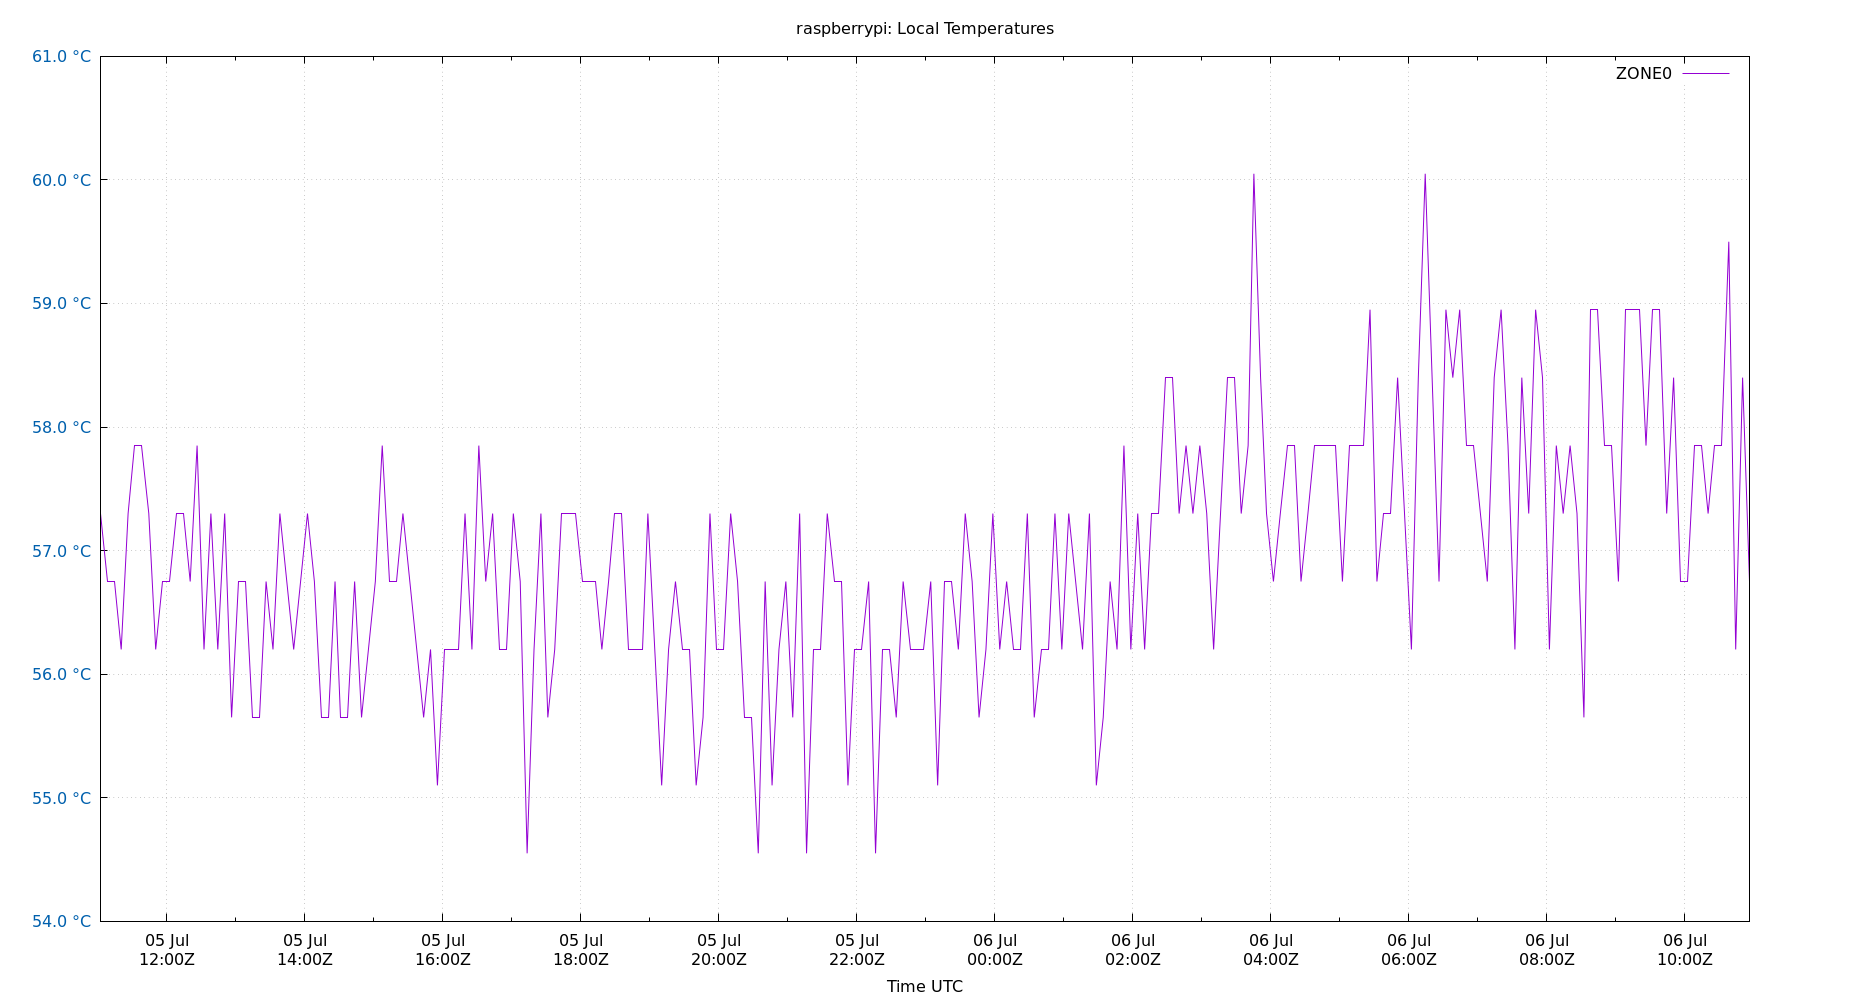 raspberrypi: Local Temperatures
61.0 °C
ZONE0
60.0 °C
59.0 °C
58.0 °C
57.0 °C
56.0 °C
55.0 °C
54.0 °C
05 Jul 05 Jul 05 Jul 05 Jul 05 Jul 05 Jul 06 Jul 06 Jul 06 Jul 06 Jul 06 Jul 06 Jul
12:00Z 14:00Z 16:00Z 18:00Z 20:00Z 22:00Z 00:00Z 02:00Z 04:00Z 06:00Z 08:00Z 10:00Z
Time UTC